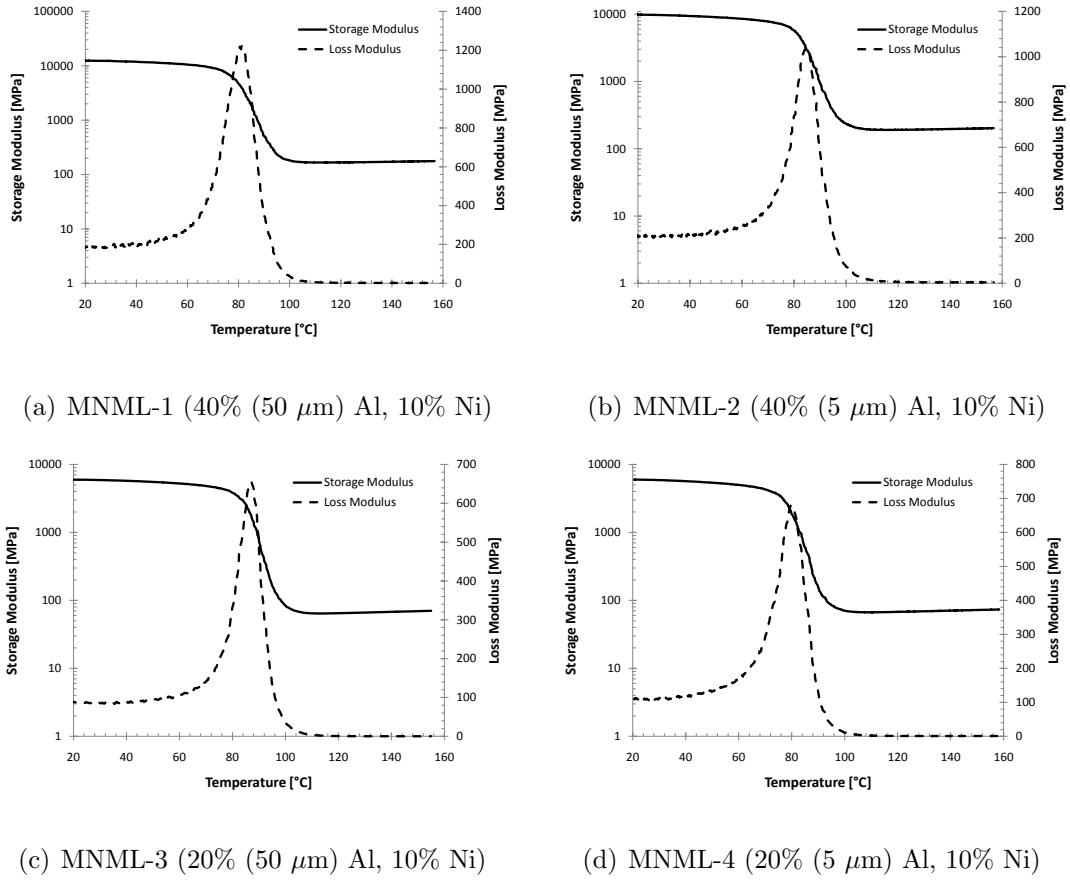 100000
10000
1000
100
10
1
1400
1200
1000
800
600
400
200
0
20 40 60 80 100 120 140 160
Storage Modulus [MPa]
Loss Modulus [MPa]
Temperature [°C]
Storage Modulus
Loss Modulus
(a) MNML-1 (40% (50 μm) Al, 10% Ni)
10000
1000
100
10
1
1200
1000
800
600
400
200
0
20 40 60 80 100 120 140 160
Storage Modulus [MPa]
Loss Modulus [MPa]
Temperature [°C]
Storage Modulus
Loss Modulus
(b) MNML-2 (40% (5 μm) Al, 10% Ni)
10000
1000
100
10
1
700
600
500
400
300
200
100
0
20 40 60 80 100 120 140 160
Storage Modulus [MPa]
Loss Modulus [MPa]
Temperature [°C]
Storage Modulus
Loss Modulus
(c) MNML-3 (20% (50 μm) Al, 10% Ni)
10000
1000
100
10
1
800
700
600
500
400
300
200
100
0
20 40 60 80 100 120 140 160
Storage Modulus [MPa]
Loss Modulus [MPa]
Temperature [°C]
Storage Modulus
Loss Modulus
(d) MNML-4 (20% (5 μm) Al, 10% Ni)